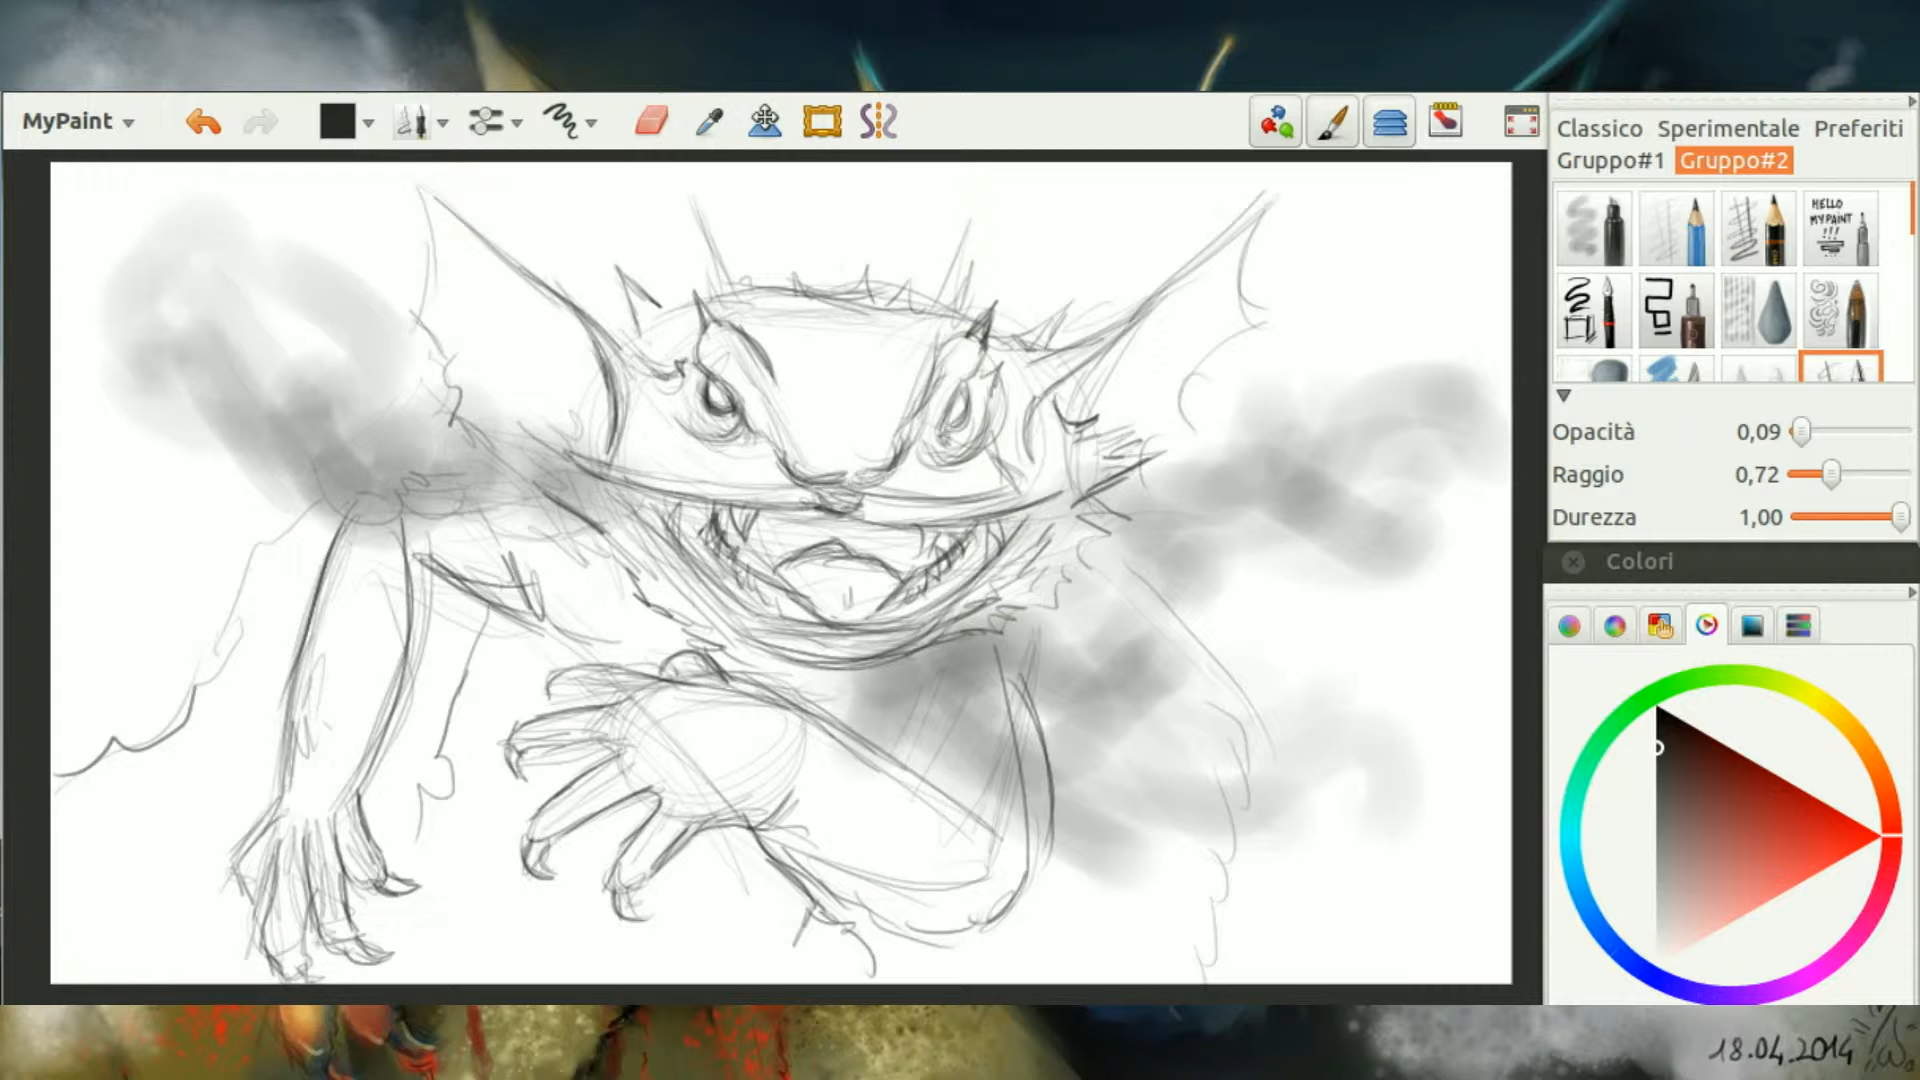 MyPaint
Classico Sperimentale Preferiti
Gruppo#1 Gruppo#2
HELLO
MYPAINT
!!!
Opacità 0,09
Raggio 0,72
Durezza 1,00
Colori
18.04.2014